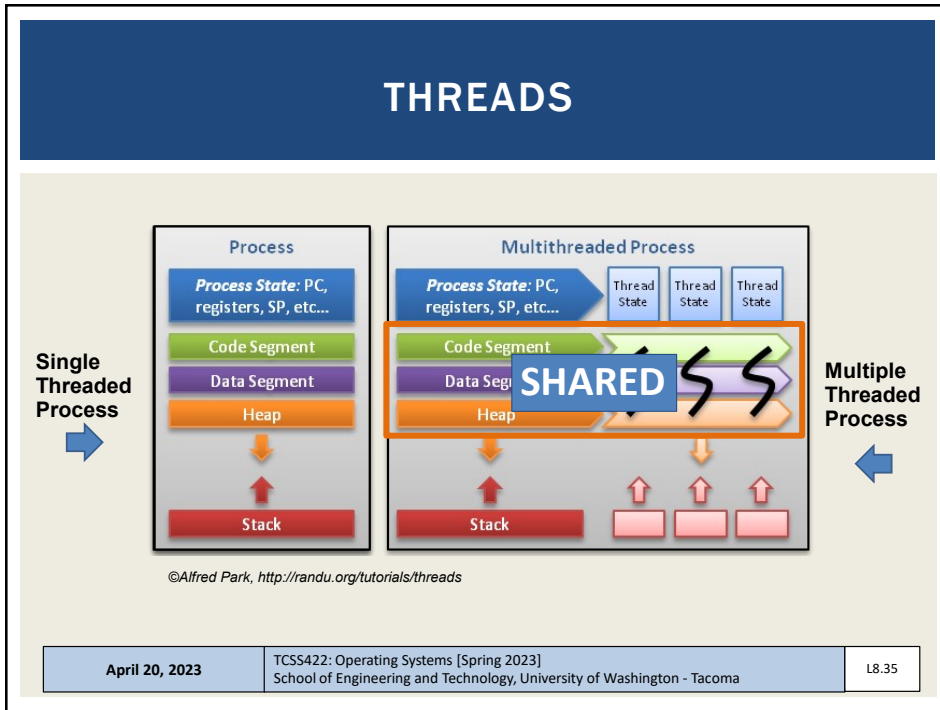 THREADS
Process
Process State: PC,
registers, SP, etc...
Code Segment
Data Segment
Heap
Stack
Single
Threaded
Process
Multithreaded Process
Process State: PC,
registers, SP, etc...
Thread
State
Thread
State
Thread
State
Code Segment
Data Seg
SHARED
Heap
Stack
Multiple
Threaded
Process
©Alfred Park, http://randu.org/tutorials/threads
April 20, 2023
TCSS422: Operating Systems [Spring 2023]
School of Engineering and Technology, University of Washington - Tacoma
L8.35